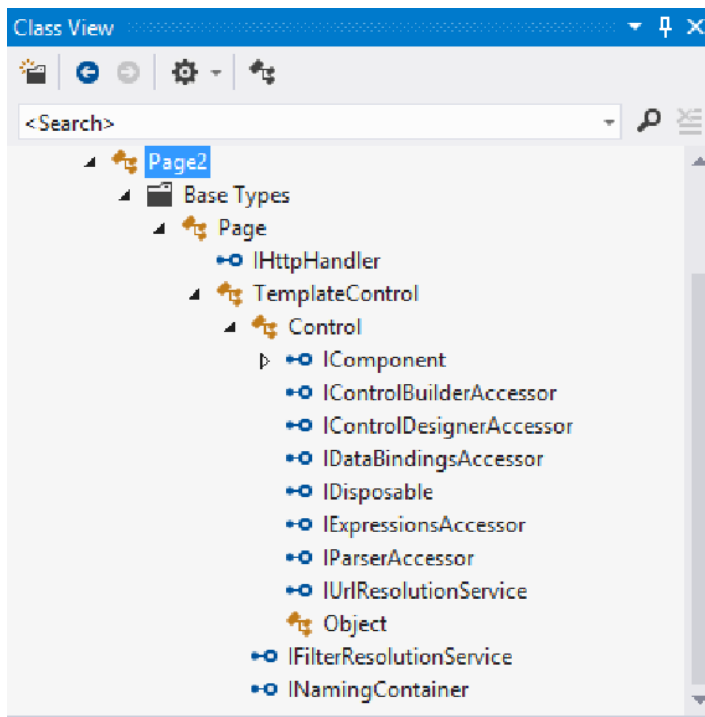 Class View
<Search>
Page2
Base Types
Page
IHttpHandler
TemplateControl
Control
IComponent
IControlBuilderAccessor
IControlDesignerAccessor
IDataBindingsAccessor
IDisposable
IExpressionsAccessor
IParserAccessor
IUrlResolutionService
Object
IFilterResolutionService
INamingContainer